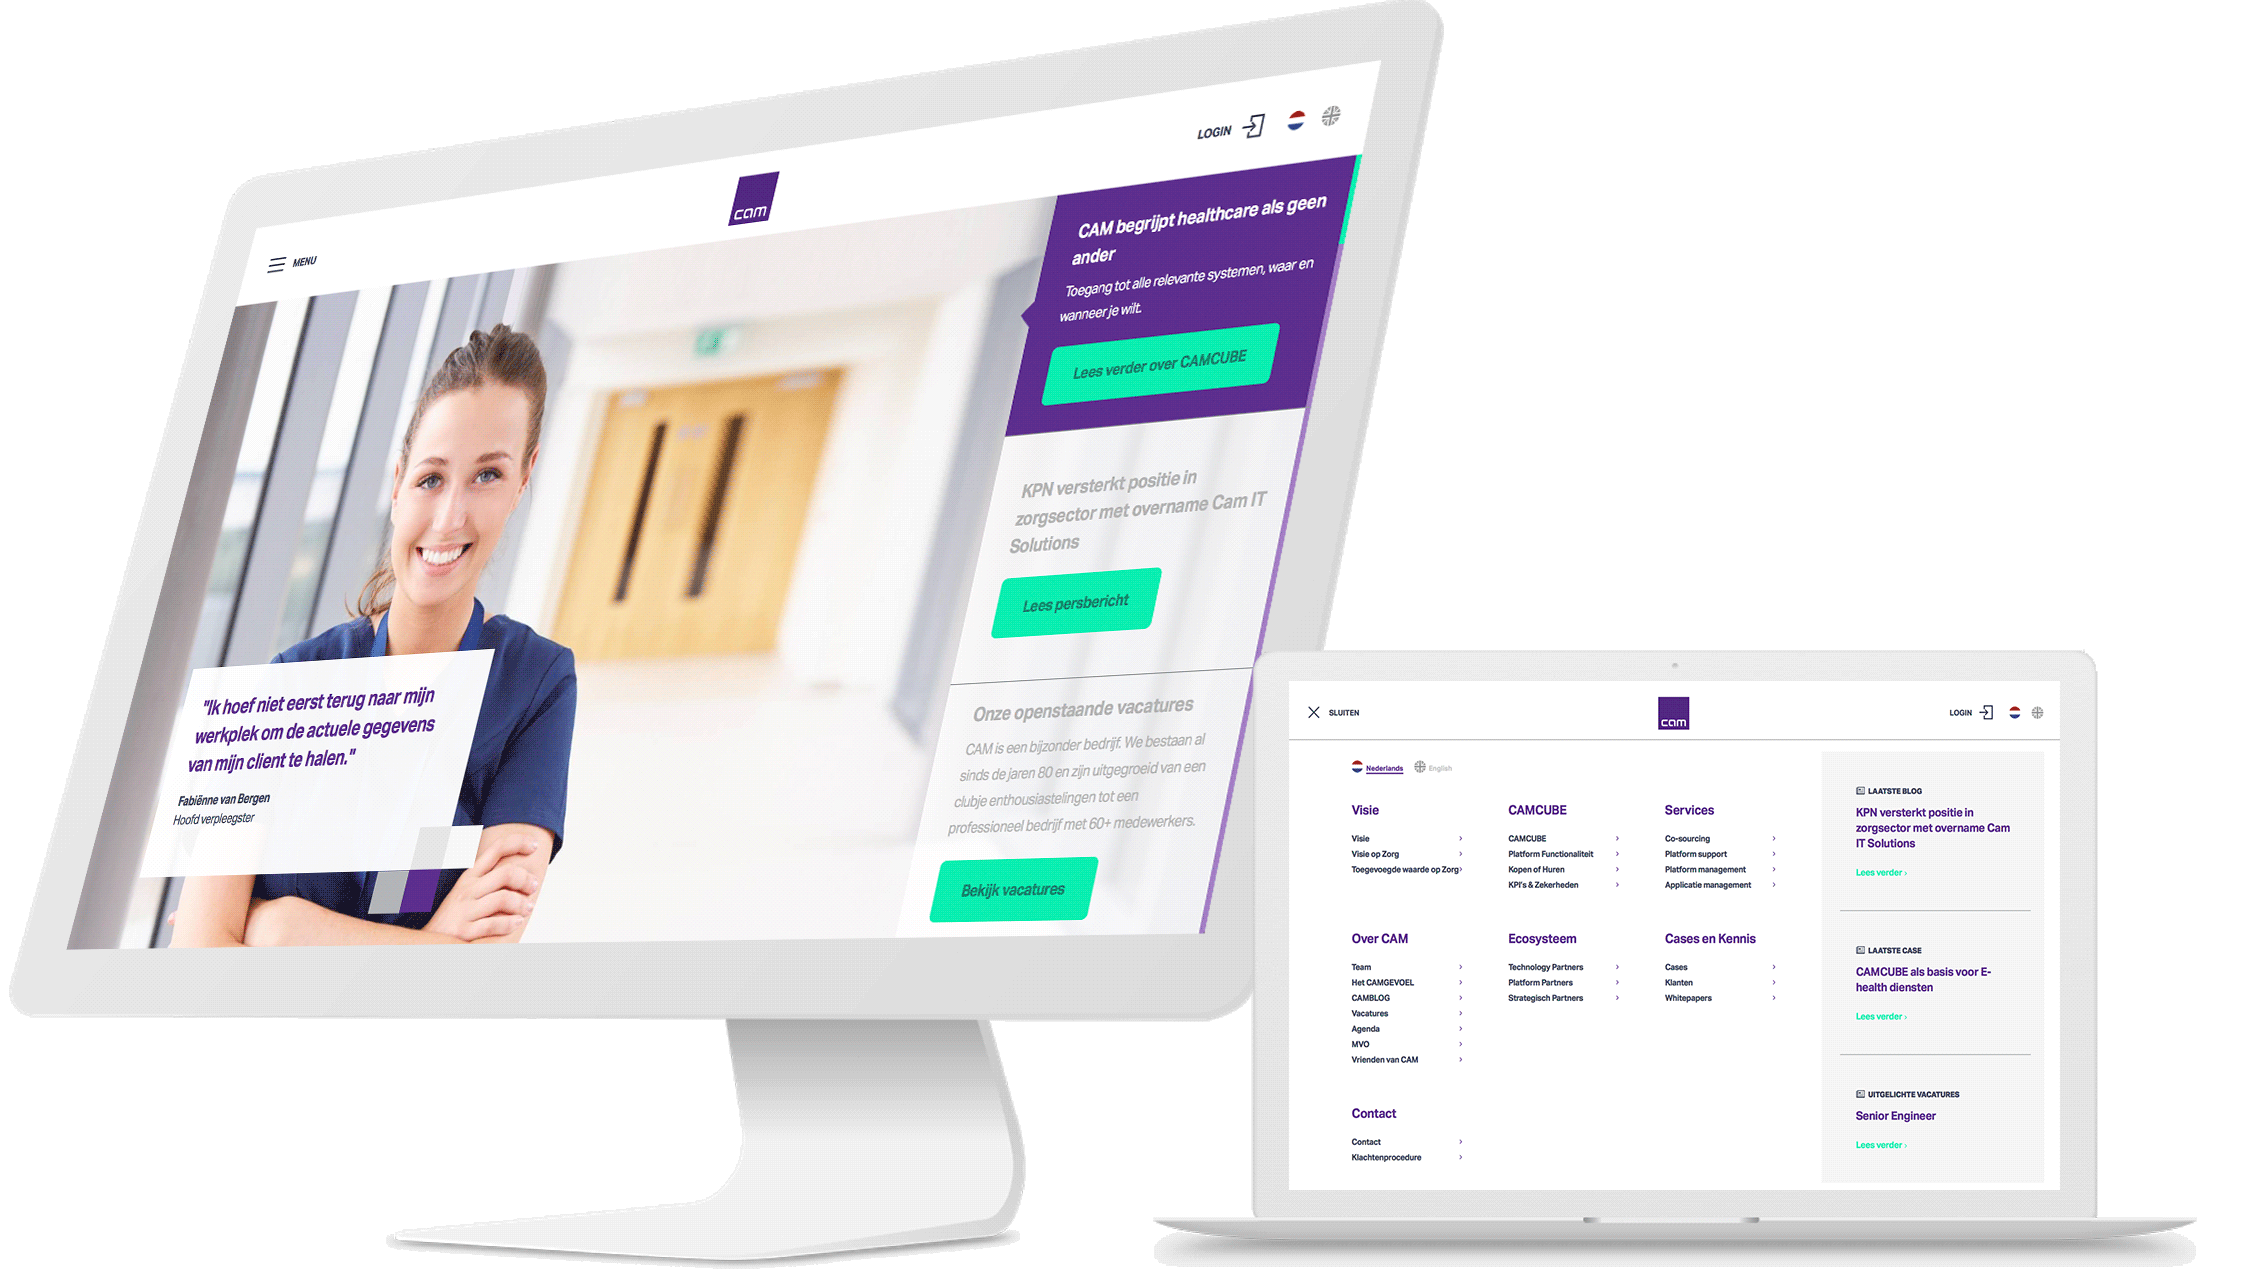 LOGIN
cam
MENU
CAM begrijpt healthcare als geen
ander
Toegang tot alle relevante systemen, waar en
wanneer je wilt.
Lees verder over CAMCUBE
KPN versterkt positie in
zorgsector met overname Cam IT
Solutions
Lees persbericht
Onze openstaande vacatures
CAM is een bijzonder bedrijf. We bestaan al
sinds de jaren 80 en zijn uitgegroeid van een
clubje enthousiastelingen tot een
professioneel bedrijf met 60+ medewerkers.
Bekijk vacatures
"Ik hoef niet eerst terug naar mijn
werkplek om de actuele gegevens
van mijn client te halen."
Fabiënne van Bergen
Hoofd verpleegster
SLUITEN
cam
LOGIN
Nederlands English
Visie
Visie
Visie op Zorg
Toegevoegde waarde op Zorg
CAMCUBE
CAMCUBE
Platform Functionaliteit
Kopen of Huren
KPI's & Zekerheden
Services
Co-sourcing
Platform support
Platform management
Applicatie management
Over CAM
Team
Het CAMGEVOEL
CAMBLOG
Vacatures
Agenda
MVO
Vrienden van CAM
Ecosysteem
Technology Partners
Platform Partners
Strategisch Partners
Cases en Kennis
Cases
Klanten
Whitepapers
Contact
Contact
Klachtenprocedure
LAATSTE BLOG
KPN versterkt positie in
zorgsector met overname Cam
IT Solutions
Lees verder ›
LAATSTE CASE
CAMCUBE als basis voor E-
health diensten
Lees verder ›
UITGELICHTE VACATURES
Senior Engineer
Lees verder ›